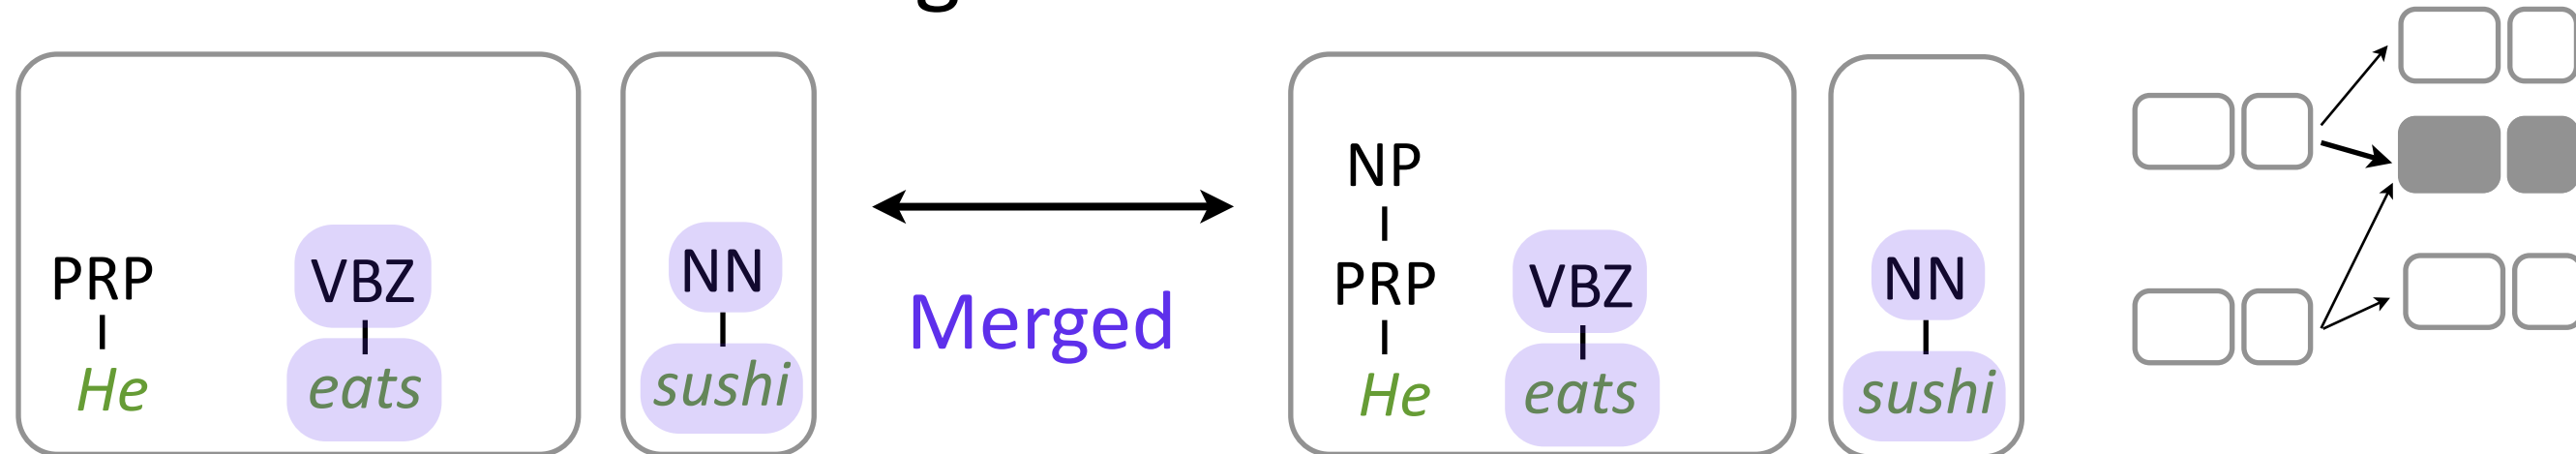 NP
PRP VBZ NN
He eats sushi
Merged
PRP VBZ NN
He eats sushi